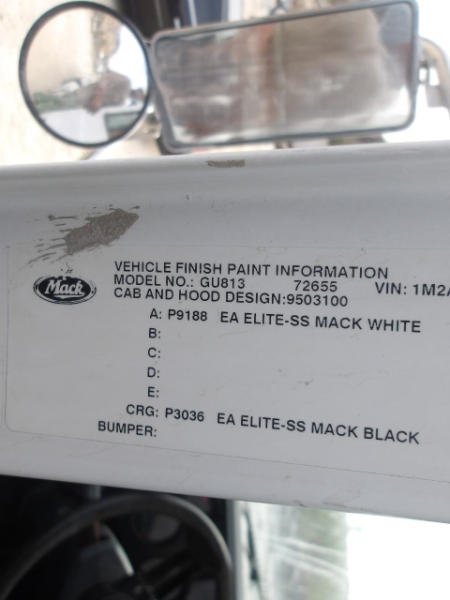 Mack
VEHICLE FINISH PAINT INFORMATION
MODEL NO.: GU813 72655 VIN: 1M2A
CAB AND HOOD DESIGN:9503100
A: P9188 EA ELITE-SS MACK WHITE
B:
C:
D:
E:
CRG: P3036 EA ELITE-SS MACK BLACK
BUMPER: